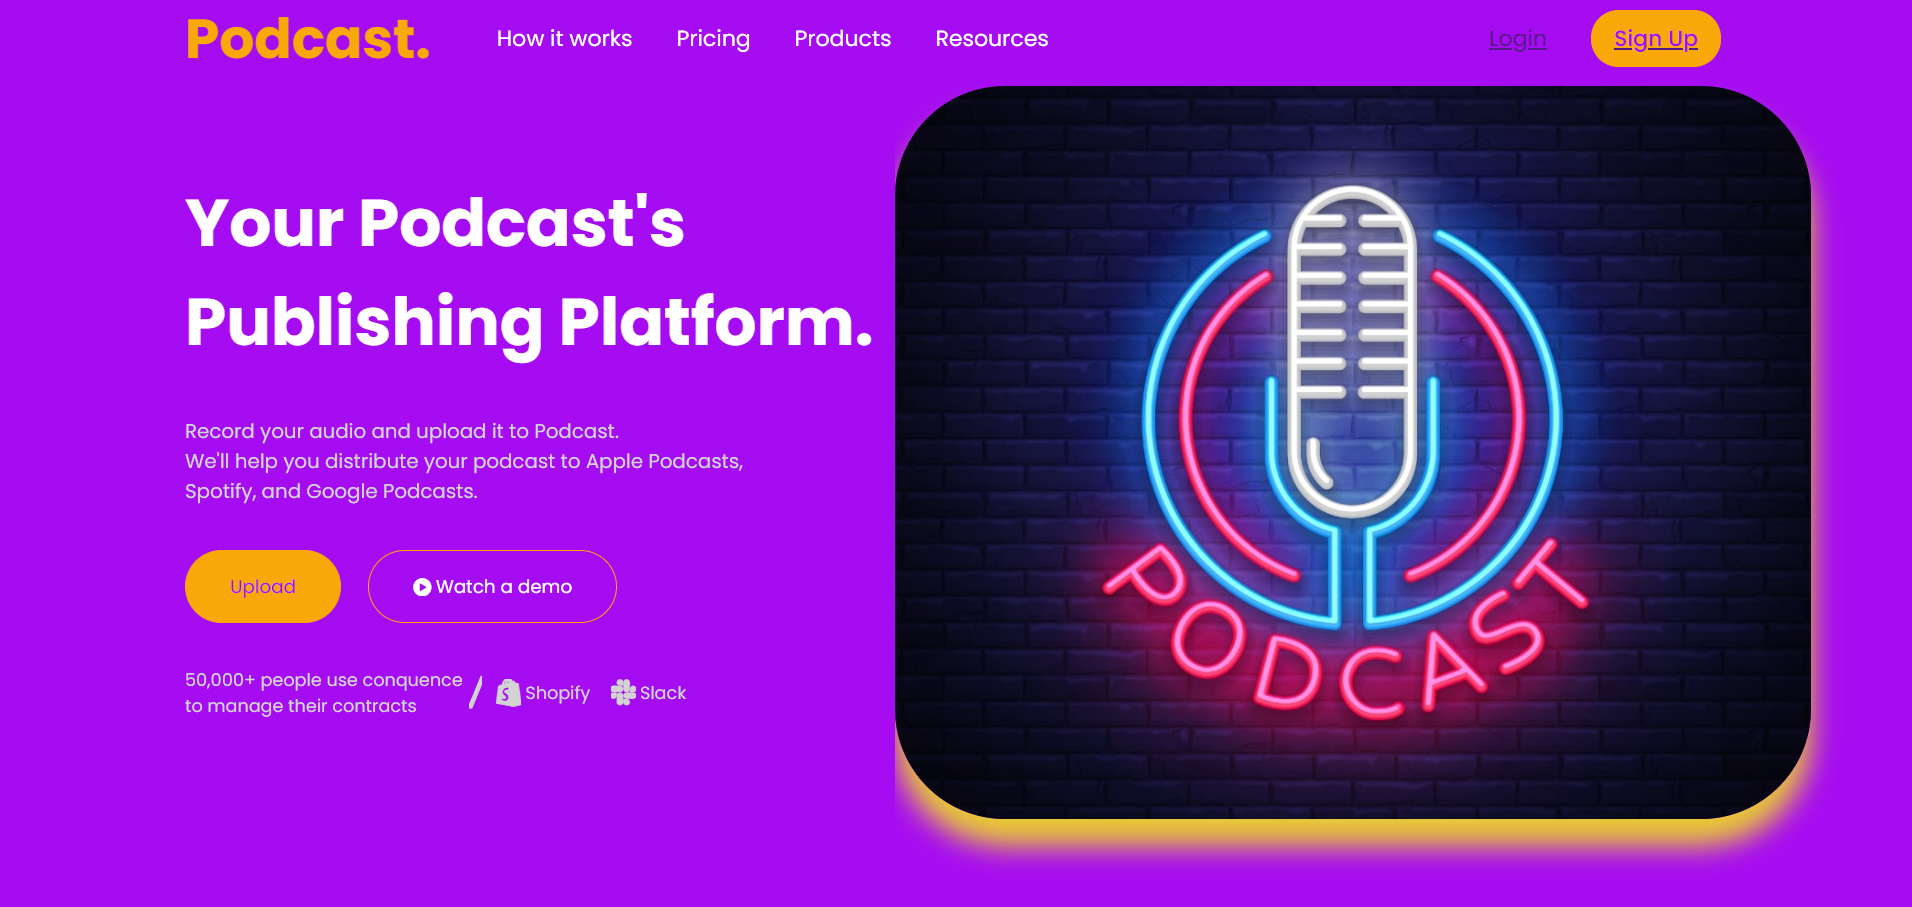 Podcast.
How it works
Pricing
Products
Resources
Login
Sign Up
Your Podcast's
Publishing Platform.
Record your audio and upload it to Podcast.
We'll help you distribute your podcast to Apple Podcasts,
Spotify, and Google Podcasts.
Upload
Watch a demo
50,000+ people use conquence
to manage their contracts
/
Shopify
Slack
PODCAST